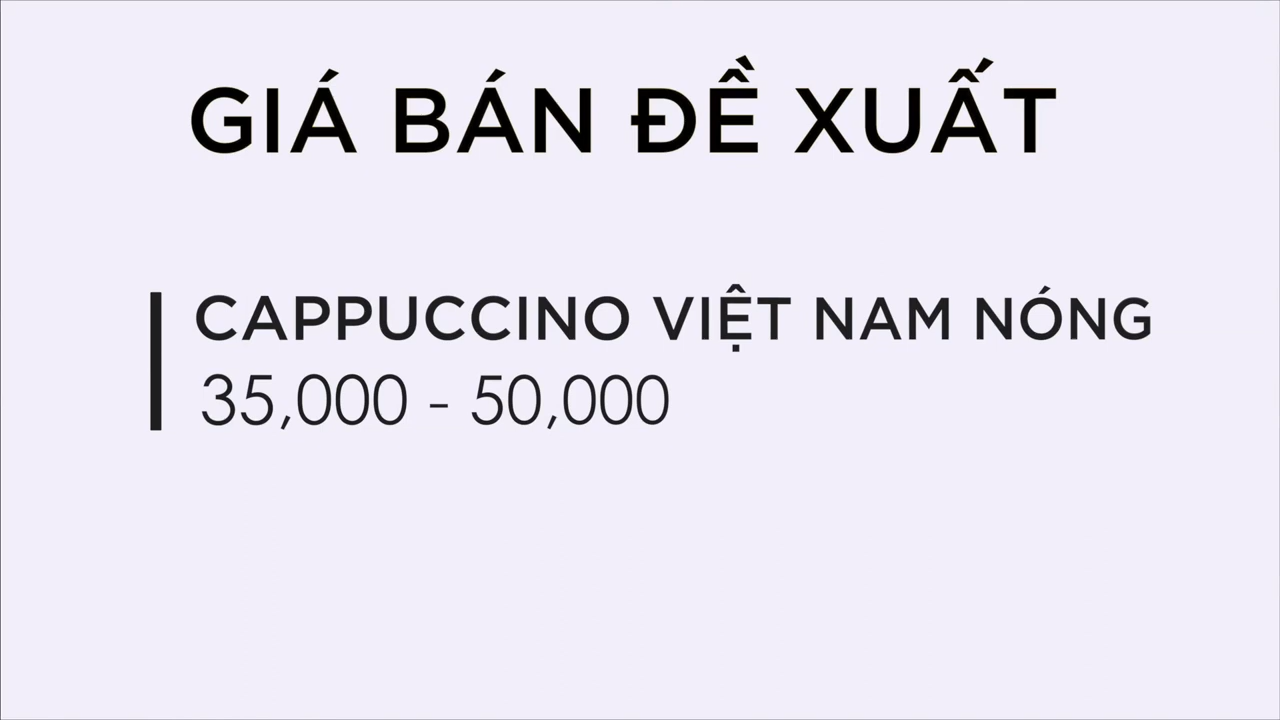 GIÁ BÁN ĐỀ XUẤT
CAPPUCCINO VIỆT NAM NÓNG
35,000 - 50,000